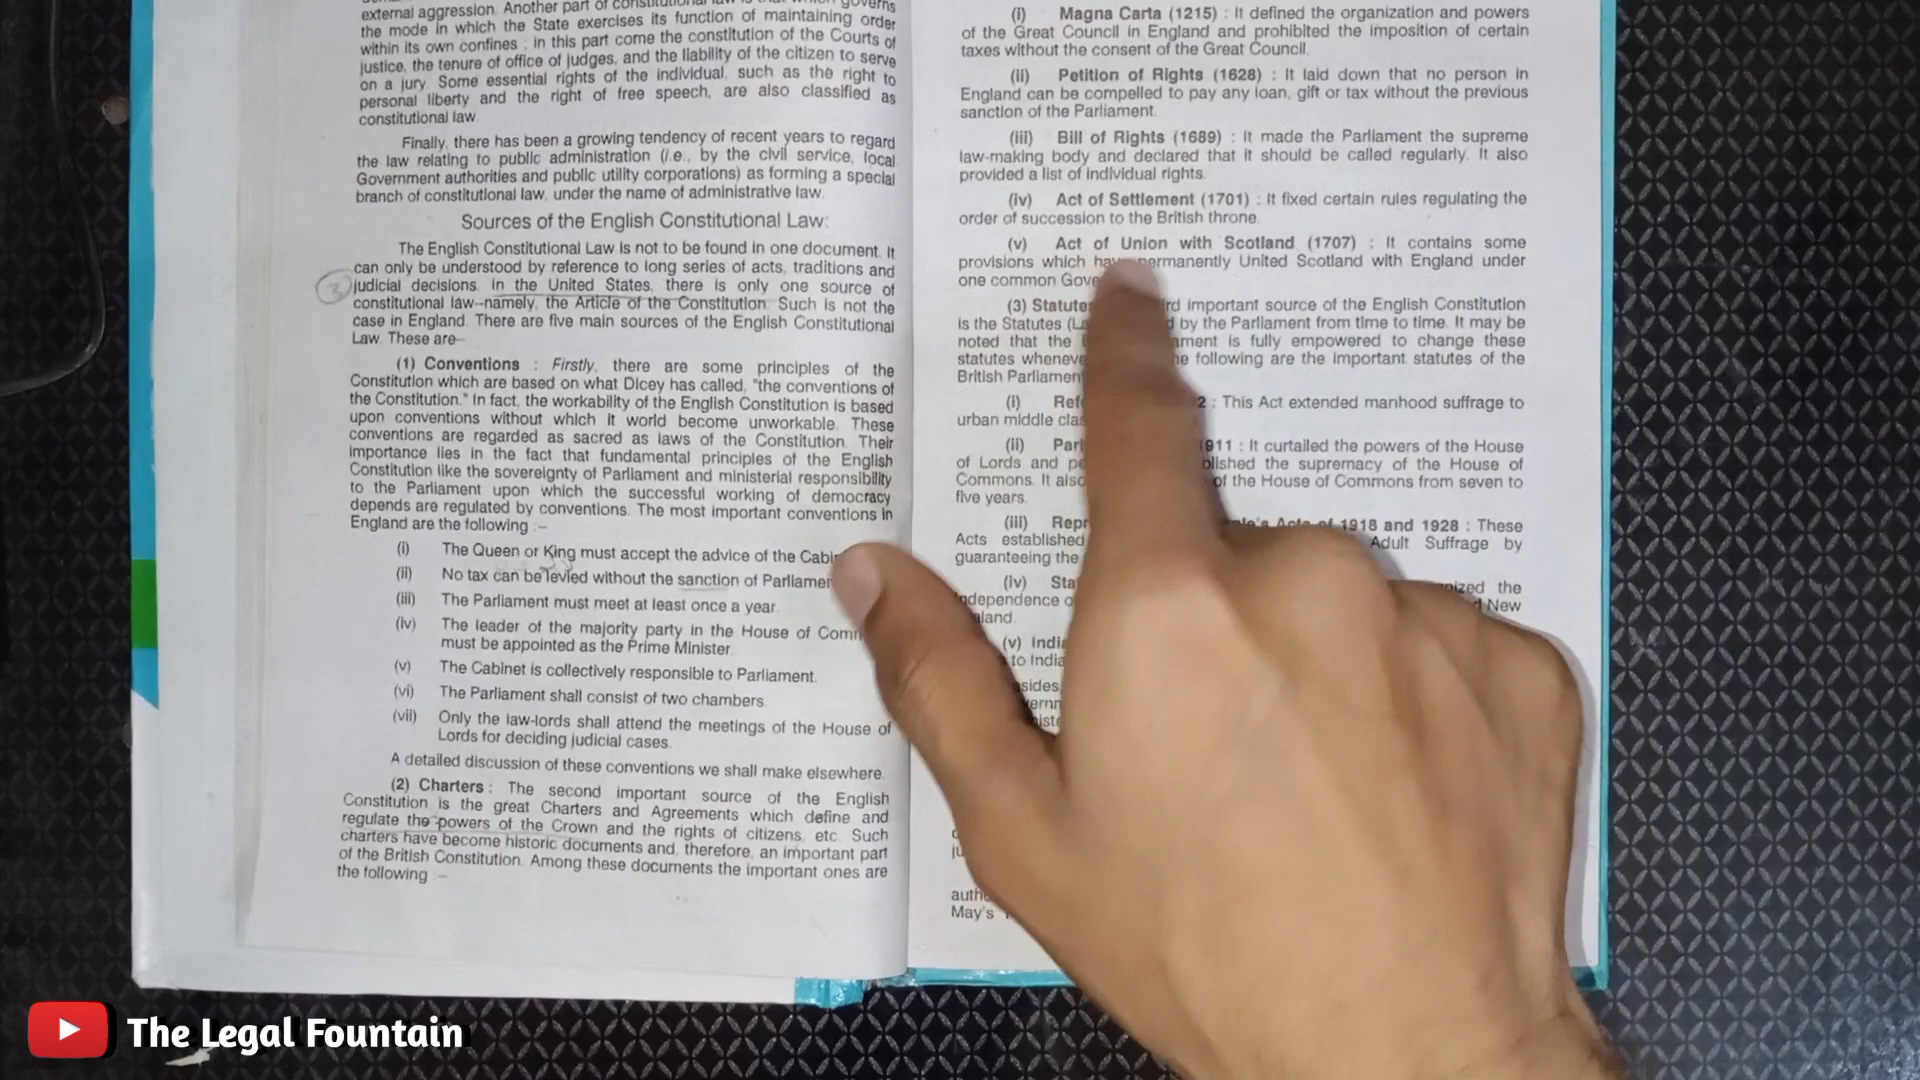 external aggression. Another part of constitutional law is that which governs
the mode in which the State exercises its function of maintaining order
within its own confines ; in this part come the constitution of the Courts of
justice, the tenure of office of judges, and the liability of the citizen to serve
on a jury. Some essential rights of the individual, such as the right to
personal liberty and the right of free speech, are also classified as
constitutional law.
Finally, there has been a growing tendency of recent years to regard
the law relating to public administration (i.e., by the civil service, local
Government authorities and public utility corporations) as forming a special
branch of constitutional law, under the name of administrative law.
Sources of the English Constitutional Law:
The English Constitutional Law is not to be found in one document. It
can only be understood by reference to long series of acts, traditions and
judicial decisions. In the United States, there is only one source of
constitutional law--namely, the Article of the Constitution. Such is not the
case in England. There are five main sources of the English Constitutional
Law. These are--
(1) Conventions : Firstly, there are some principles of the
Constitution which are based on what Dicey has called, "the conventions of
the Constitution." In fact, the workability of the English Constitution is based
upon conventions without which it world become unworkable. These
conventions are regarded as sacred as laws of the Constitution. Their
importance lies in the fact that fundamental principles of the English
Constitution like the sovereignty of Parliament and ministerial responsibility
to the Parliament upon which the successful working of democracy
depends are regulated by conventions. The most important conventions in
England are the following :--
(i) The Queen or King must accept the advice of the
(ii) No tax can be levied without the sanction of
(iii) The Parliament must meet at least once a year.
(iv) The leader of the majority party in the House of
must be appointed as the Prime Minister.
(v) The Cabinet is collectively responsible to Parliament.
(vi) The Parliament shall consist of two chambers.
(vii) Only the law-lords shall attend the meetings of the House of
Lords for deciding judicial cases.
A detailed discussion of these conventions we shall make elsewhere.
(2) Charters : The second important source of the English
Constitution is the great Charters and Agreements which define and
regulate the powers of the Crown and the rights of citizens, etc. Such
charters have become historic documents and, therefore, an important part
of the British Constitution. Among these documents the important ones are
the following :--
(i) Magna Carta (1215) : It defined the organization and powers
of the Great Council in England and prohibited the imposition of certain
taxes without the consent of the Great Council.
(ii) Petition of Rights (1628) : It laid down that no person in
England can be compelled to pay any loan, gift or tax without the previous
sanction of the Parliament.
(iii) Bill of Rights (1689) : It made the Parliament the supreme
law-making body and declared that it should be called regularly. It also
provided a list of individual rights.
(iv) Act of Settlement (1701) : It fixed certain rules regulating the
order of succession to the British throne.
(v) Act of Union with Scotland (1707) : It contains some
provisions which have permanently United Scotland with England under
one common
(3) Statutes important source of the English Constitution
is the Statutes by the Parliament from time to time. It may be
noted that the is fully empowered to change these
statutes following are the important statutes of the
British
(i) : This Act extended manhood suffrage to
urban middle
(ii) 1911 : It curtailed the powers of the House
of Lords and the supremacy of the House of
Commons. It also of the House of Commons from seven to
five years.
(iii) Acts of 1918 and 1928 : These
Acts established Adult Suffrage by
guaranteeing the
(iv) the
New
(v)
to
May's
The Legal Fountain